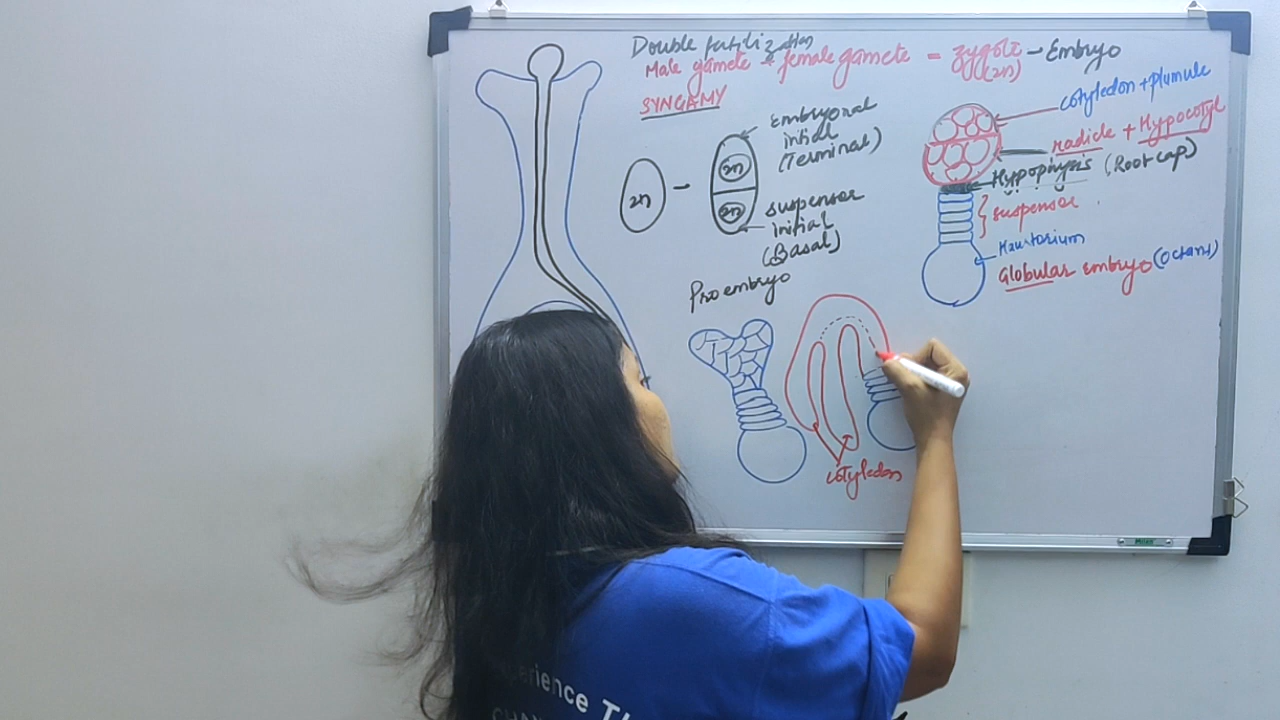 Double fertilization
Male gamete + female gamete = zygote - Embryo
(2n)
SYNGAMY
Embryonal
initial
(Terminal)
2n - 2n
2n
suspensor
initial
(Basal)
Proembryo
cotyledon + plumule
radicle + Hypocotyl
Hypophysis (Root cap)
suspensor
Haustorium
Globular embryo (octant)
cotyledon